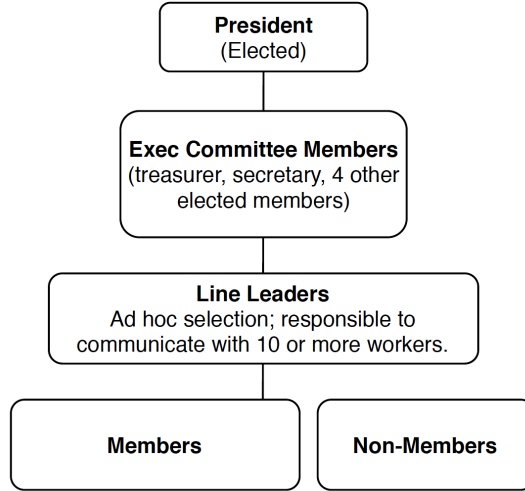 President
(Elected)
Exec Committee Members
(treasurer, secretary, 4 other
elected members)
Line Leaders
Ad hoc selection; responsible to
communicate with 10 or more workers.
Members
Non-Members